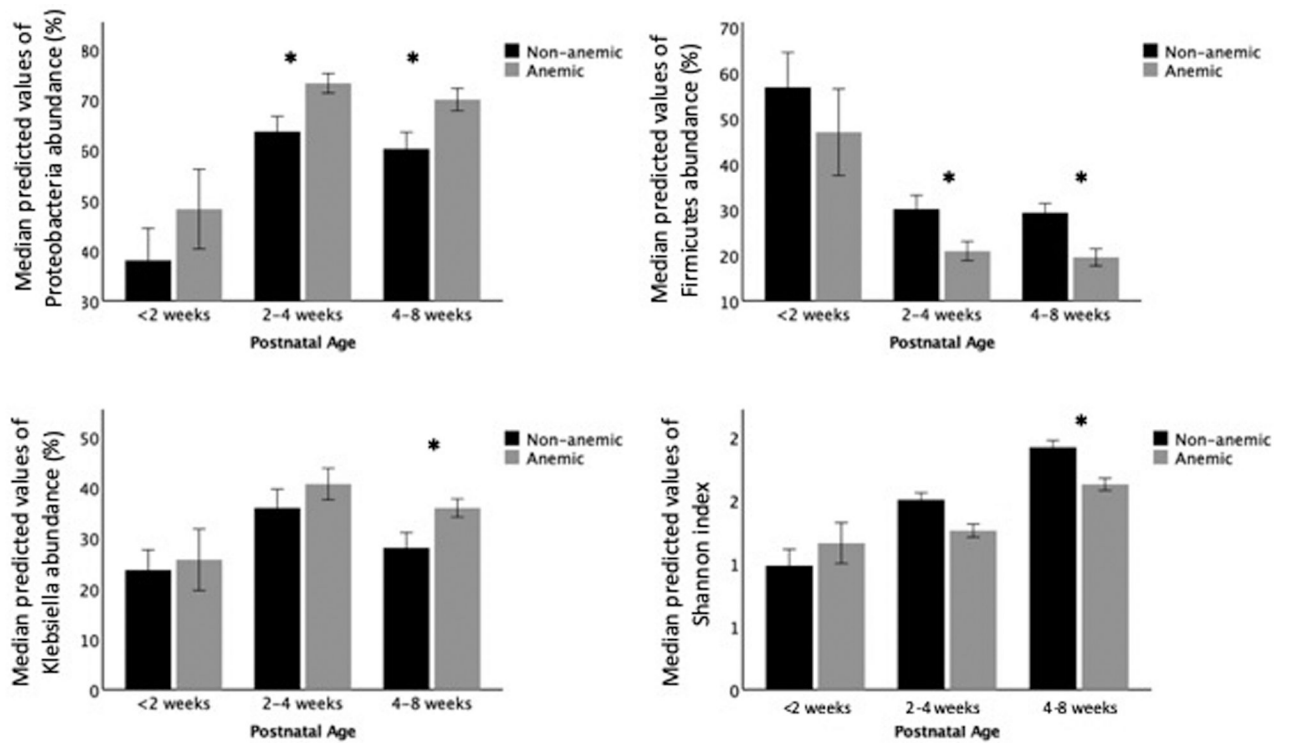 Median predicted values of
Proteobacteria abundance (%)
80
70
60
50
40
30
*
*
Non-anemic
Anemic
<2 weeks
2-4 weeks
4-8 weeks
Postnatal Age
Median predicted values of
Firmicutes abundance (%)
70
60
50
40
30
20
10
*
*
Non-anemic
Anemic
<2 weeks
2-4 weeks
4-8 weeks
Postnatal Age
Median predicted values of
Klebsiella abundance (%)
50
40
30
20
10
0
*
Non-anemic
Anemic
<2 weeks
2-4 weeks
4-8 weeks
Postnatal Age
Median predicted values of
Shannon index
2
2
1
1
0
*
Non-anemic
Anemic
<2 weeks
2-4 weeks
4-8 weeks
Postnatal Age